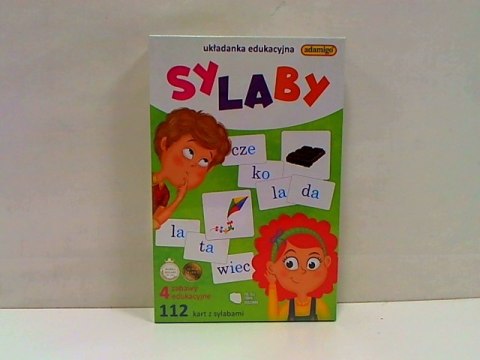 układanka edukacyjna
adamigo
SYLABY
cze
ko
la da
la
ta
wiec
4 zabawy
edukacyjne
112 kart z sylabami